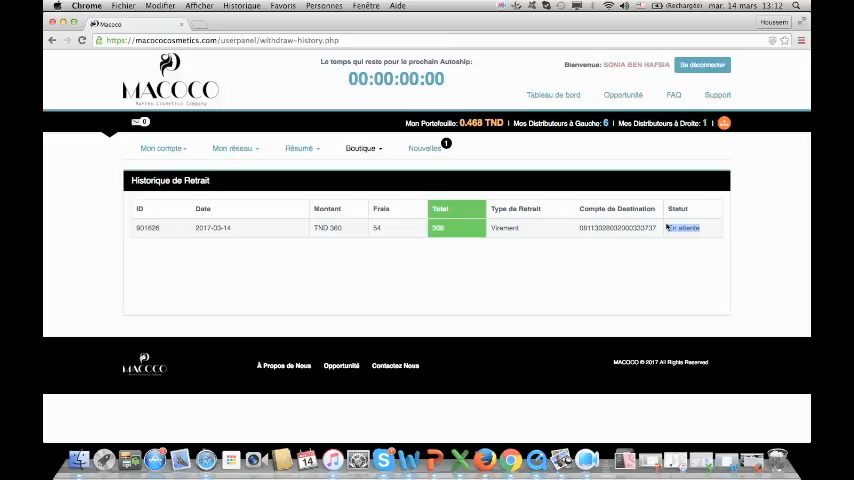 Chrome Fichier Modifier Afficher Historique Favoris Personnes Fenêtre Aide (Rechargée) mar. 14 mars 13:12
Macoco
Houssem
https://macococosmetics.com/userpanel/withdraw-history.php
Le temps qui reste pour le prochain Autoship:
00:00:00:00
Bienvenue: SONIA BEN HAFSIA
Se déconnecter
MACOCO
Tableau de bord Opportunité FAQ Support
0
Mon Portefeuille: 0.468 TND | Mes Distributeurs à Gauche: 6 | Mes Distributeurs à Droite: 1 |
Mon compte Mon réseau Résumé Boutique Nouvelles 1
Historique de Retrait
ID Date Montant Frais Total Type de Retrait Compte de Destination Statut
901626 2017-03-14 TND 360 54 306 Virement 08113028032000333737 En attente
MACOCO
À Propos de Nous Opportunité Contactez Nous
MACOCO © 2017 All Rights Reserved